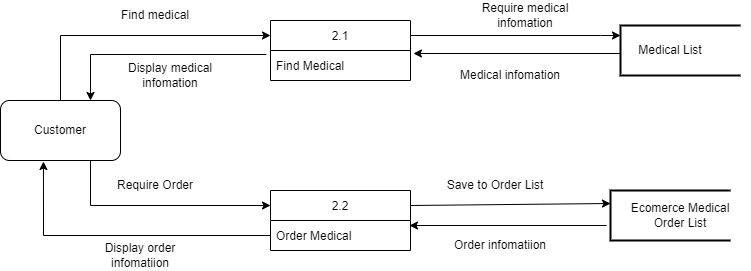 Find medical
Require medical
infomation
2.1
Find Medical
Medical List
Display medical
infomation
Medical infomation
Customer
Require Order
Save to Order List
2.2
Order Medical
Ecomerce Medical
Order List
Display order
infomatiion
Order infomatiion